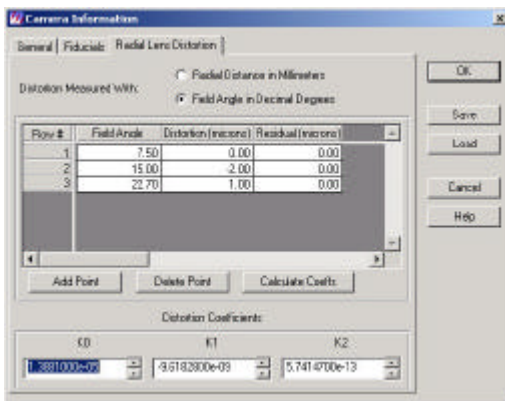 Camera Information
General Fiducials Radial Lens Distortion
Distortion Measured With:
Radial Distance in Millimeters
Field Angle in Decimal Degrees
Row # Field Angle Distortion (microns) Residual (microns)
1 7.50 0.00 0.00
2 15.00 -2.00 0.00
3 22.70 1.00 0.00
Add Point Delete Point Calculate Coeffs
OK
Save
Load
Cancel
Help
Distortion Coeficients
K0 K1 K2
-9.6182800e-09 5.7414700e-13